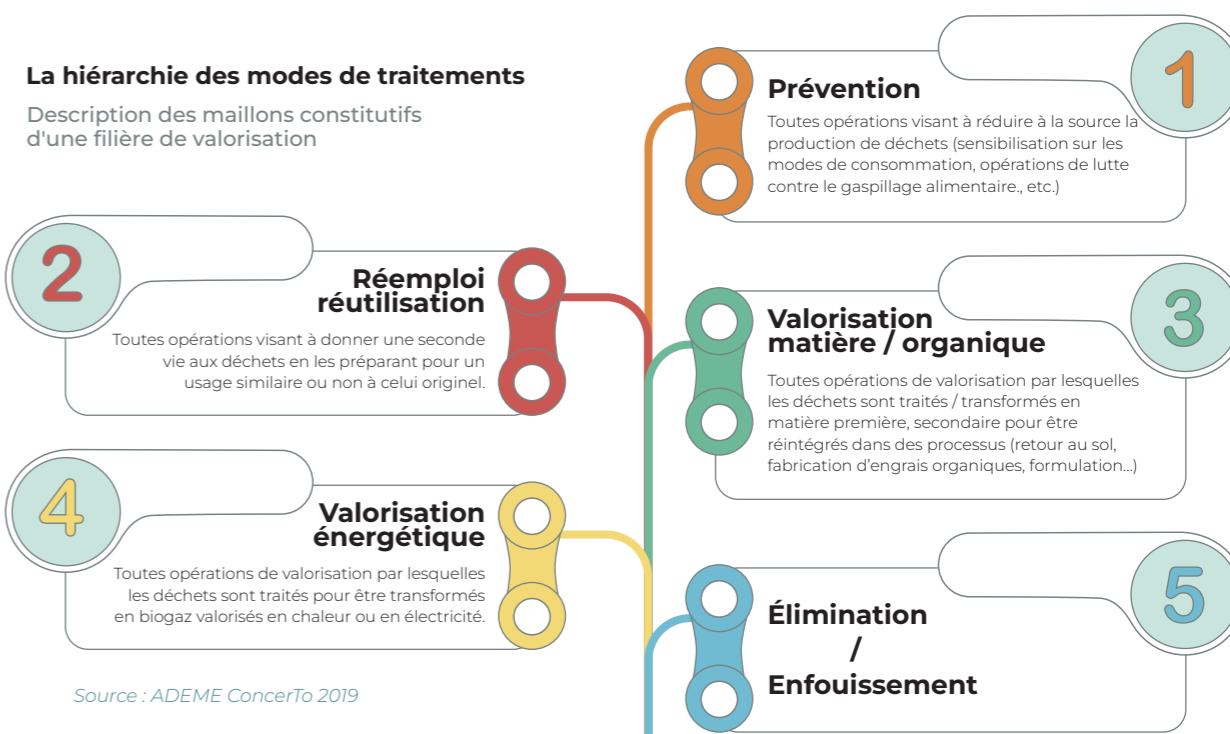 La hiérarchie des modes de traitements
Description des maillons constitutifs
d'une filière de valorisation
1
Prévention
Toutes opérations visant à réduire à la source la
production de déchets (sensibilisation sur les
modes de consommation, opérations de lutte
contre le gaspillage alimentaire., etc.)
2
Réemploi
réutilisation
Toutes opérations visant à donner une seconde
vie aux déchets en les préparant pour un
usage similaire ou non à celui originel.
3
Valorisation
matière / organique
Toutes opérations de valorisation par lesquelles
les déchets sont traités / transformés en
matière première, secondaire pour être
réintégrés dans des processus (retour au sol,
fabrication d'engrais organiques, formulation...)
4
Valorisation
énergétique
Toutes opérations de valorisation par lesquelles
les déchets sont traités pour être transformés
en biogaz valorisés en chaleur ou en électricité.
5
Élimination
/
Enfouissement
Source : ADEME ConcerTo 2019